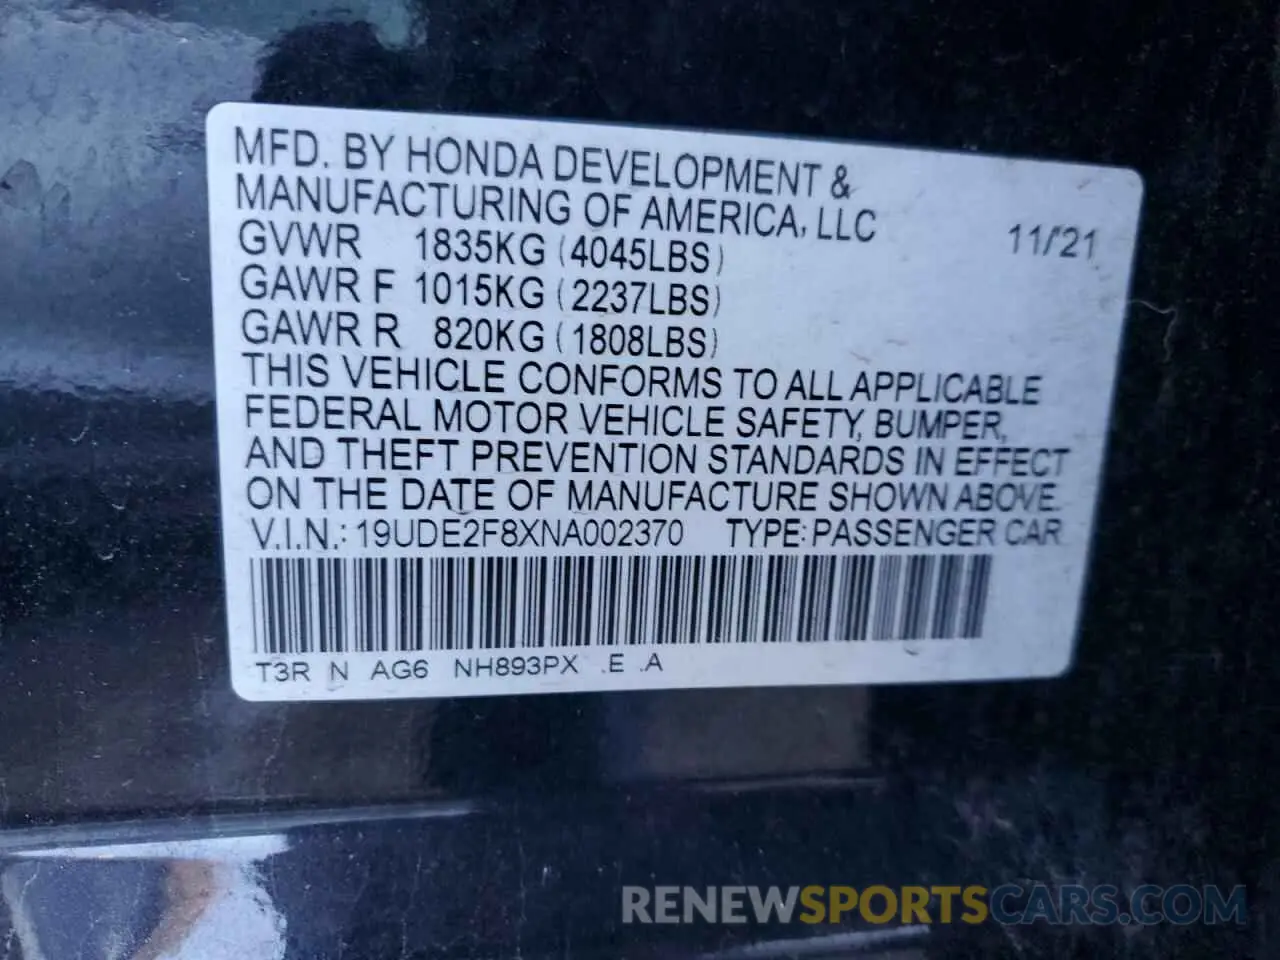 MFD. BY HONDA DEVELOPMENT &
MANUFACTURING OF AMERICA, LLC 11/'21
GVWR 1835KG (4045LBS)
GAWR F 1015KG (2237LBS)
GAWR R 820KG (1808LBS)
THIS VEHICLE CONFORMS TO ALL APPLICABLE
FEDERAL MOTOR VEHICLE SAFETY, BUMPER,
AND THEFT PREVENTION STANDARDS IN EFFECT
ON THE DATE OF MANUFACTURE SHOWN ABOVE.
V.I.N.: 19UDE2F8XNA002370 TYPE: PASSENGER CAR
T3R N AG6 NH893PX .E .A
RENEWSPORTSCARS.COM